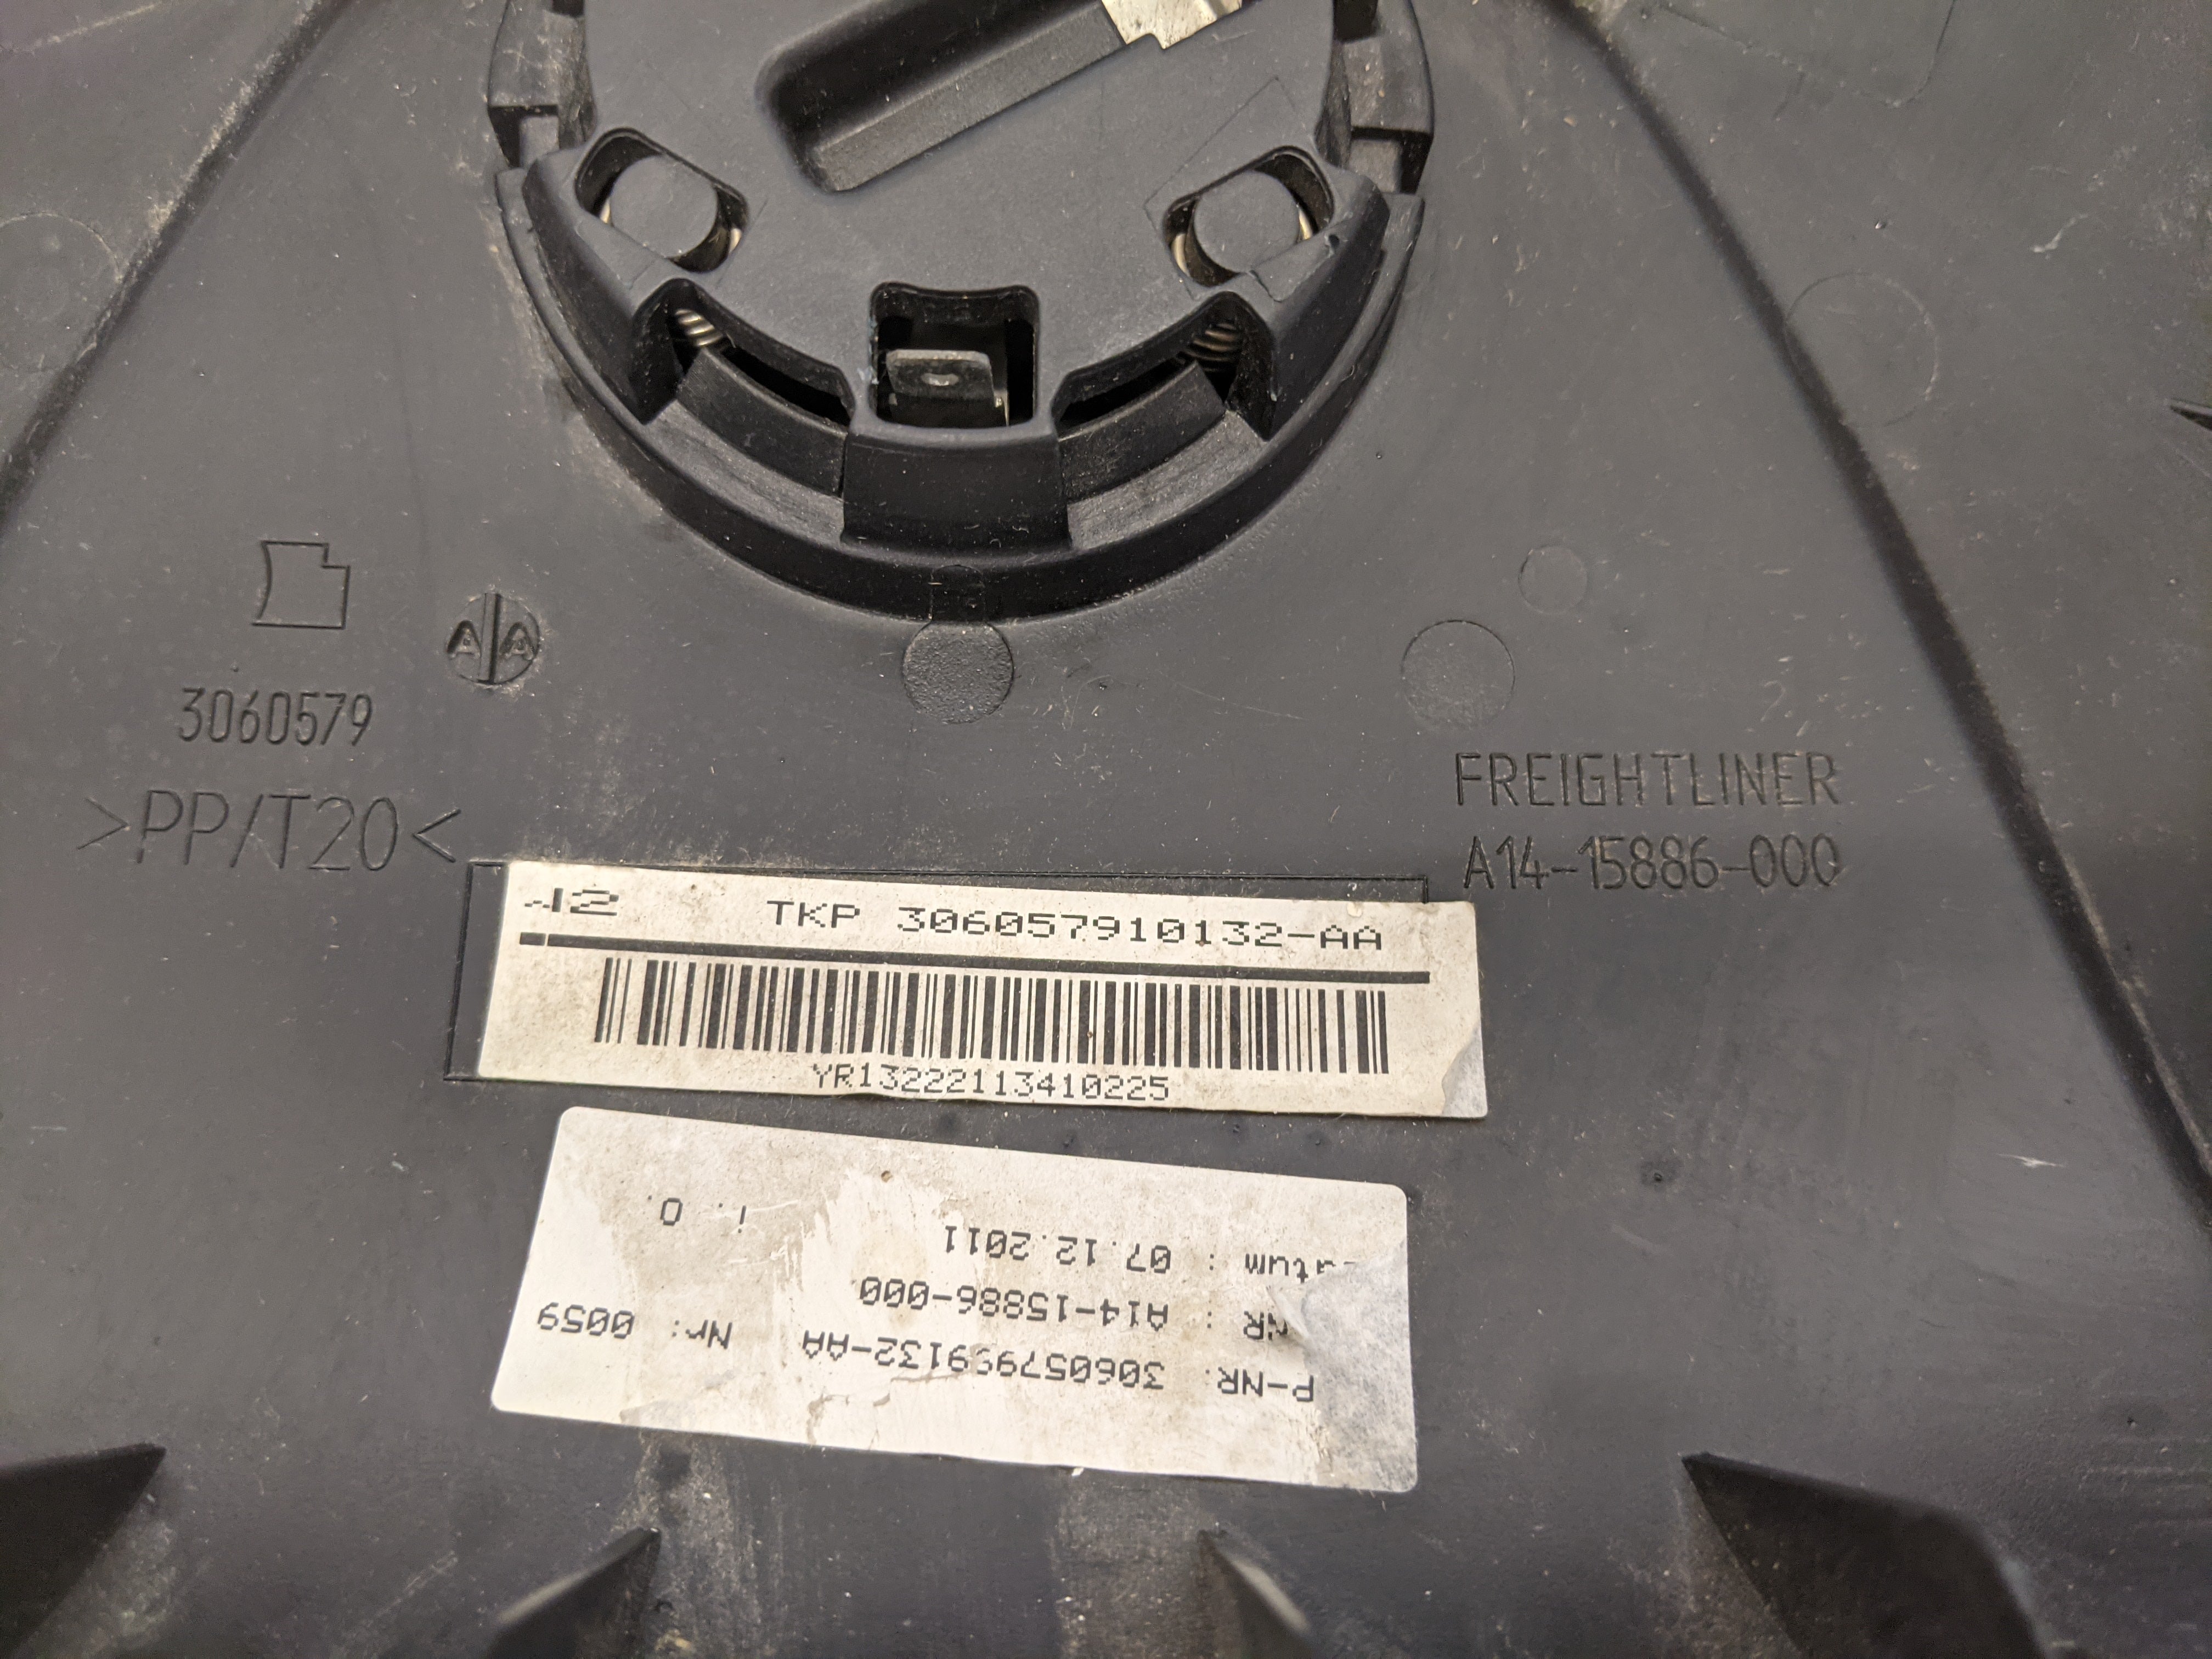 A A
3060579
>PP/T20<
FREIGHTLINER
A14-15886-000
TKP 306057910132-AA
YR13222113410225
P-NR: 306057999132-AA Nr: 0059
: A14-15886-000
: 07.12.2011 i. O.